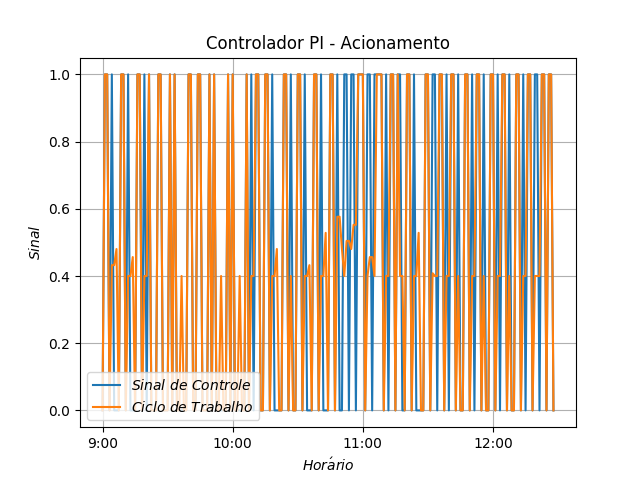 Controlador PI - Acionamento
1.0
0.8
0.6
0.4
0.2
0.0
Sinal
Sinal de Controle
Ciclo de Trabalho
9:00 10:00 11:00 12:00
Horário